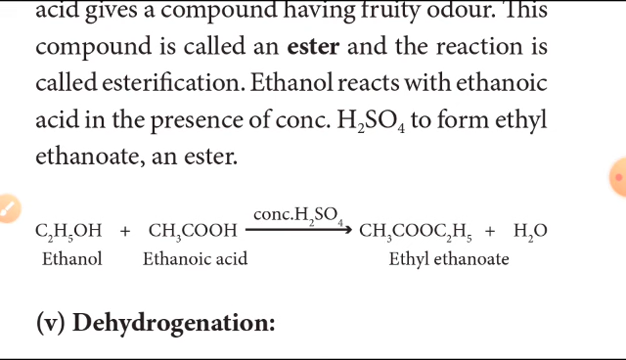 acid gives a compound having fruity odour. This
compound is called an ester and the reaction is
called esterification. Ethanol reacts with ethanoic
acid in the presence of conc. H₂SO₄ to form ethyl
ethanoate, an ester.
conc.H₂SO₄
C₂H₅OH + CH₃COOH ⟶ CH₃COOC₂H₅ + H₂O
Ethanol Ethanoic acid Ethyl ethanoate
(v) Dehydrogenation: